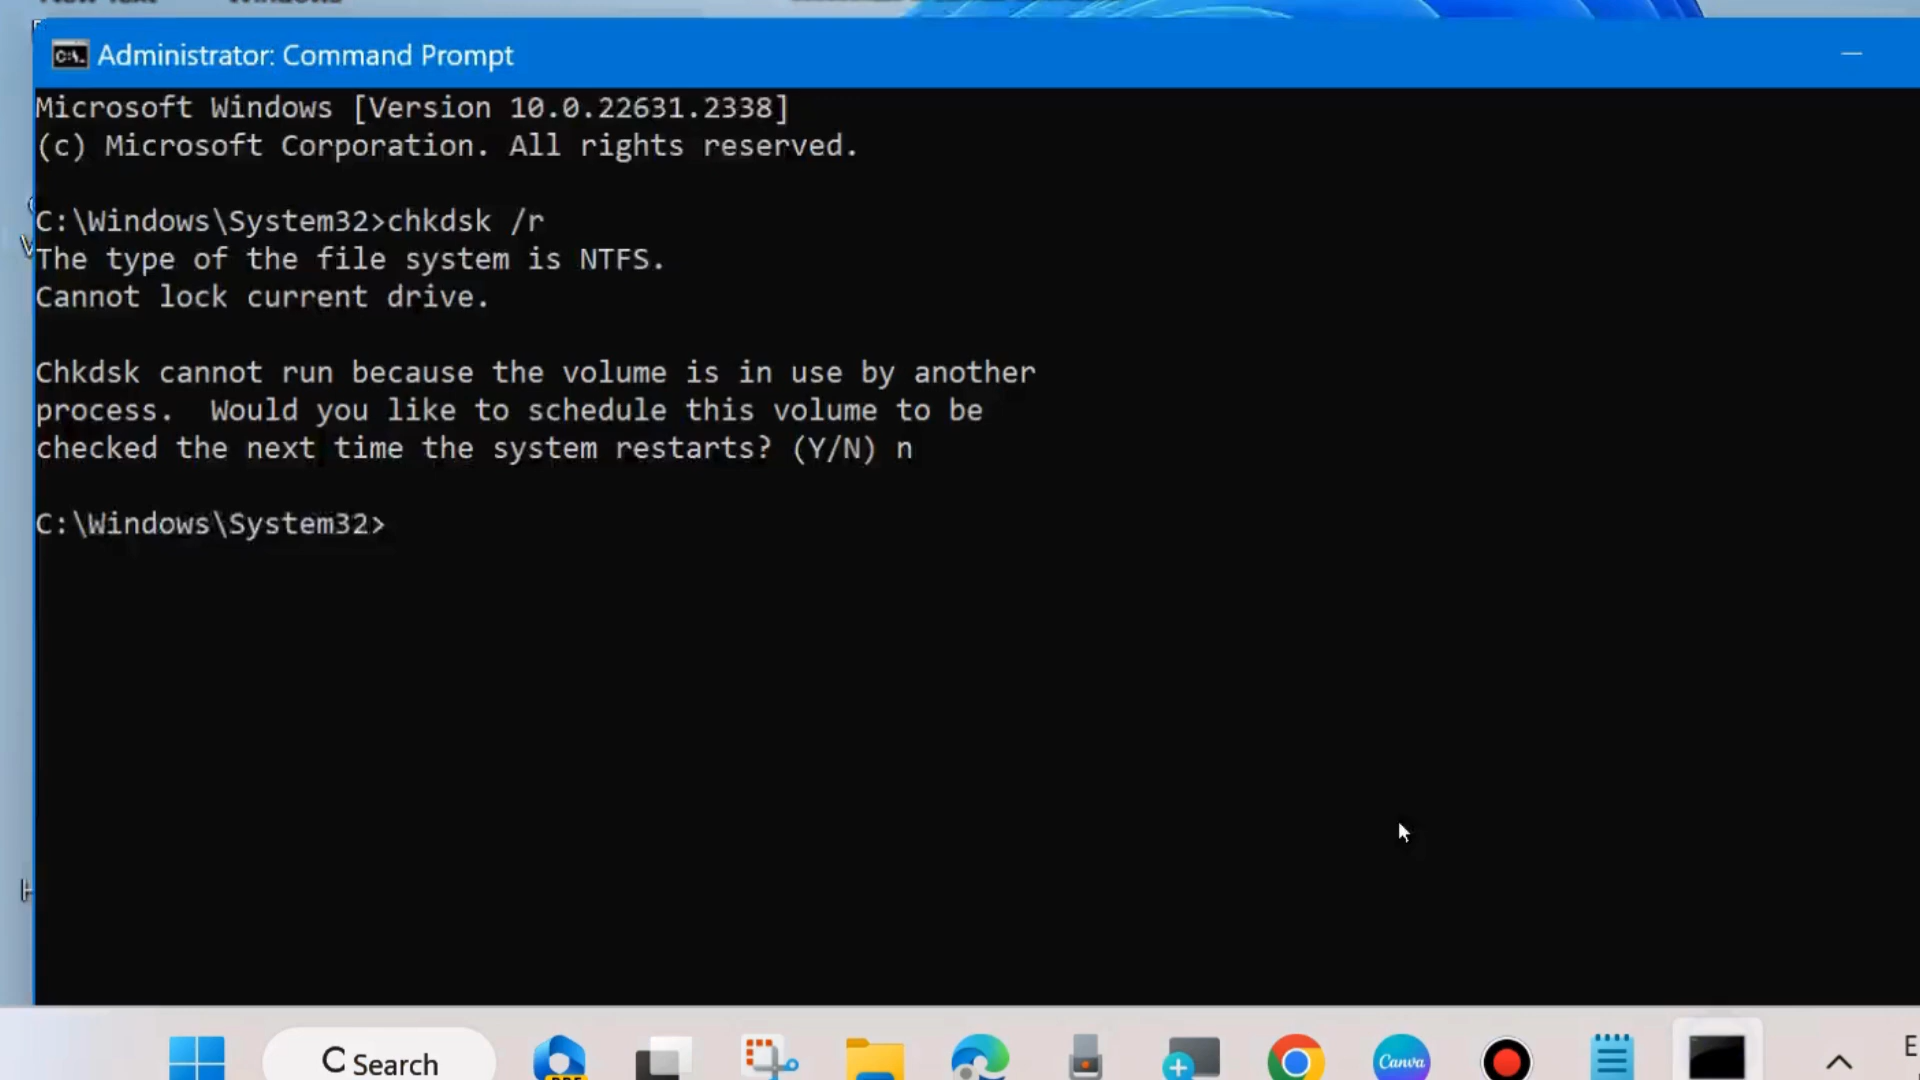 Administrator: Command Prompt
Microsoft Windows [Version 10.0.22631.2338]
(c) Microsoft Corporation. All rights reserved.
C:\Windows\System32>chkdsk /r
The type of the file system is NTFS.
Cannot lock current drive.
Chkdsk cannot run because the volume is in use by another
process.  Would you like to schedule this volume to be
checked the next time the system restarts? (Y/N) n
C:\Windows\System32>
Search
Canva